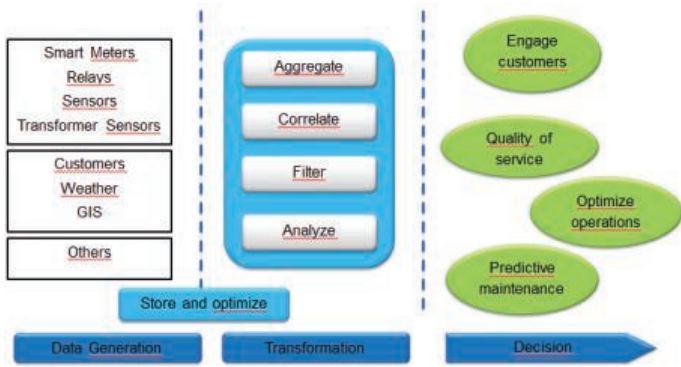 Smart Meters
Relays
Sensors
Transformer Sensors
Customers
Weather
GIS
Others
Store and optimize
Aggregate
Correlate
Filter
Analyze
Engage
customers
Quality of
service
Optimize
operations
Predictive
maintenance
Data Generation
Transformation
Decision